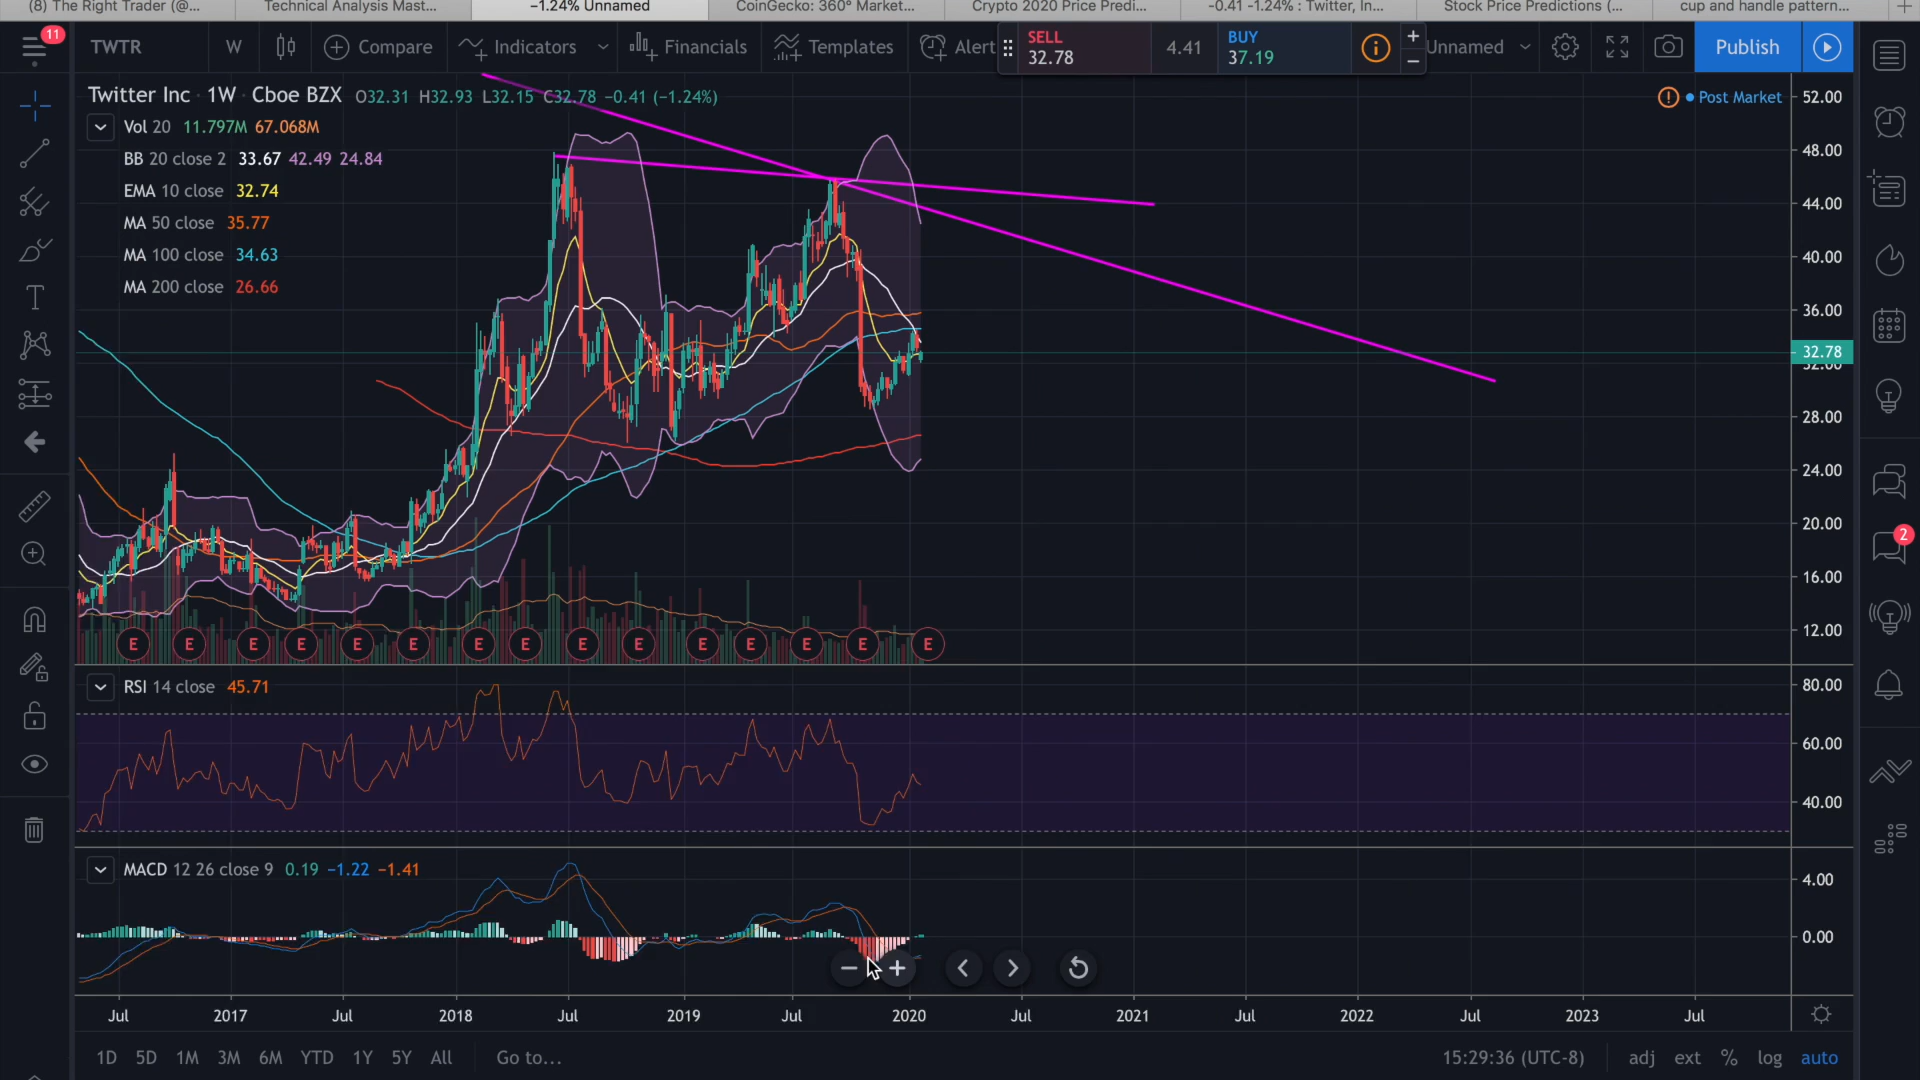 (8) The Right Trader (@...
Technical Analysis Mast...
−1.24% Unnamed
CoinGecko: 360° Market...
Crypto 2020 Price Predi...
-0.41 -1.24% : Twitter, In...
Stock Price Predictions (...
cup and handle pattern...
11
TWTR
W
Compare
Indicators
Financials
Templates
Alert
SELL
32.78
4.41
BUY
37.19
Unnamed
Publish
Twitter Inc · 1W · Cboe BZX O32.31 H32.93 L32.15 C32.78 −0.41 (−1.24%)
Post Market
Vol 20 11.797M 67.068M
BB 20 close 2 33.67 42.49 24.84
EMA 10 close 32.74
MA 50 close 35.77
MA 100 close 34.63
MA 200 close 26.66
52.00
48.00
44.00
40.00
36.00
32.78
32.00
28.00
24.00
20.00
16.00
12.00
E E E E E E E E E E E E E E E
2
RSI 14 close 45.71
80.00
60.00
40.00
MACD 12 26 close 9 0.19 −1.22 −1.41
4.00
0.00
Jul 2017 Jul 2018 Jul 2019 Jul 2020 Jul 2021 Jul 2022 Jul 2023 Jul
1D 5D 1M 3M 6M YTD 1Y 5Y All Go to...
15:29:36 (UTC-8) adj ext % log auto